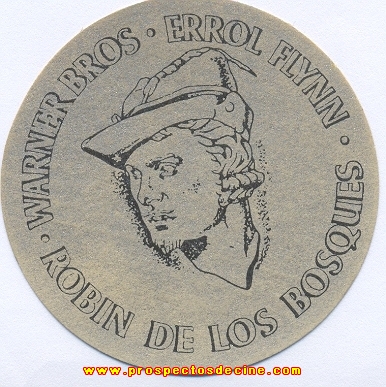 · WARNER BROS · ERROL FLYNN ·
ROBIN DE LOS BOSQUES
www.prospectosdecine.com